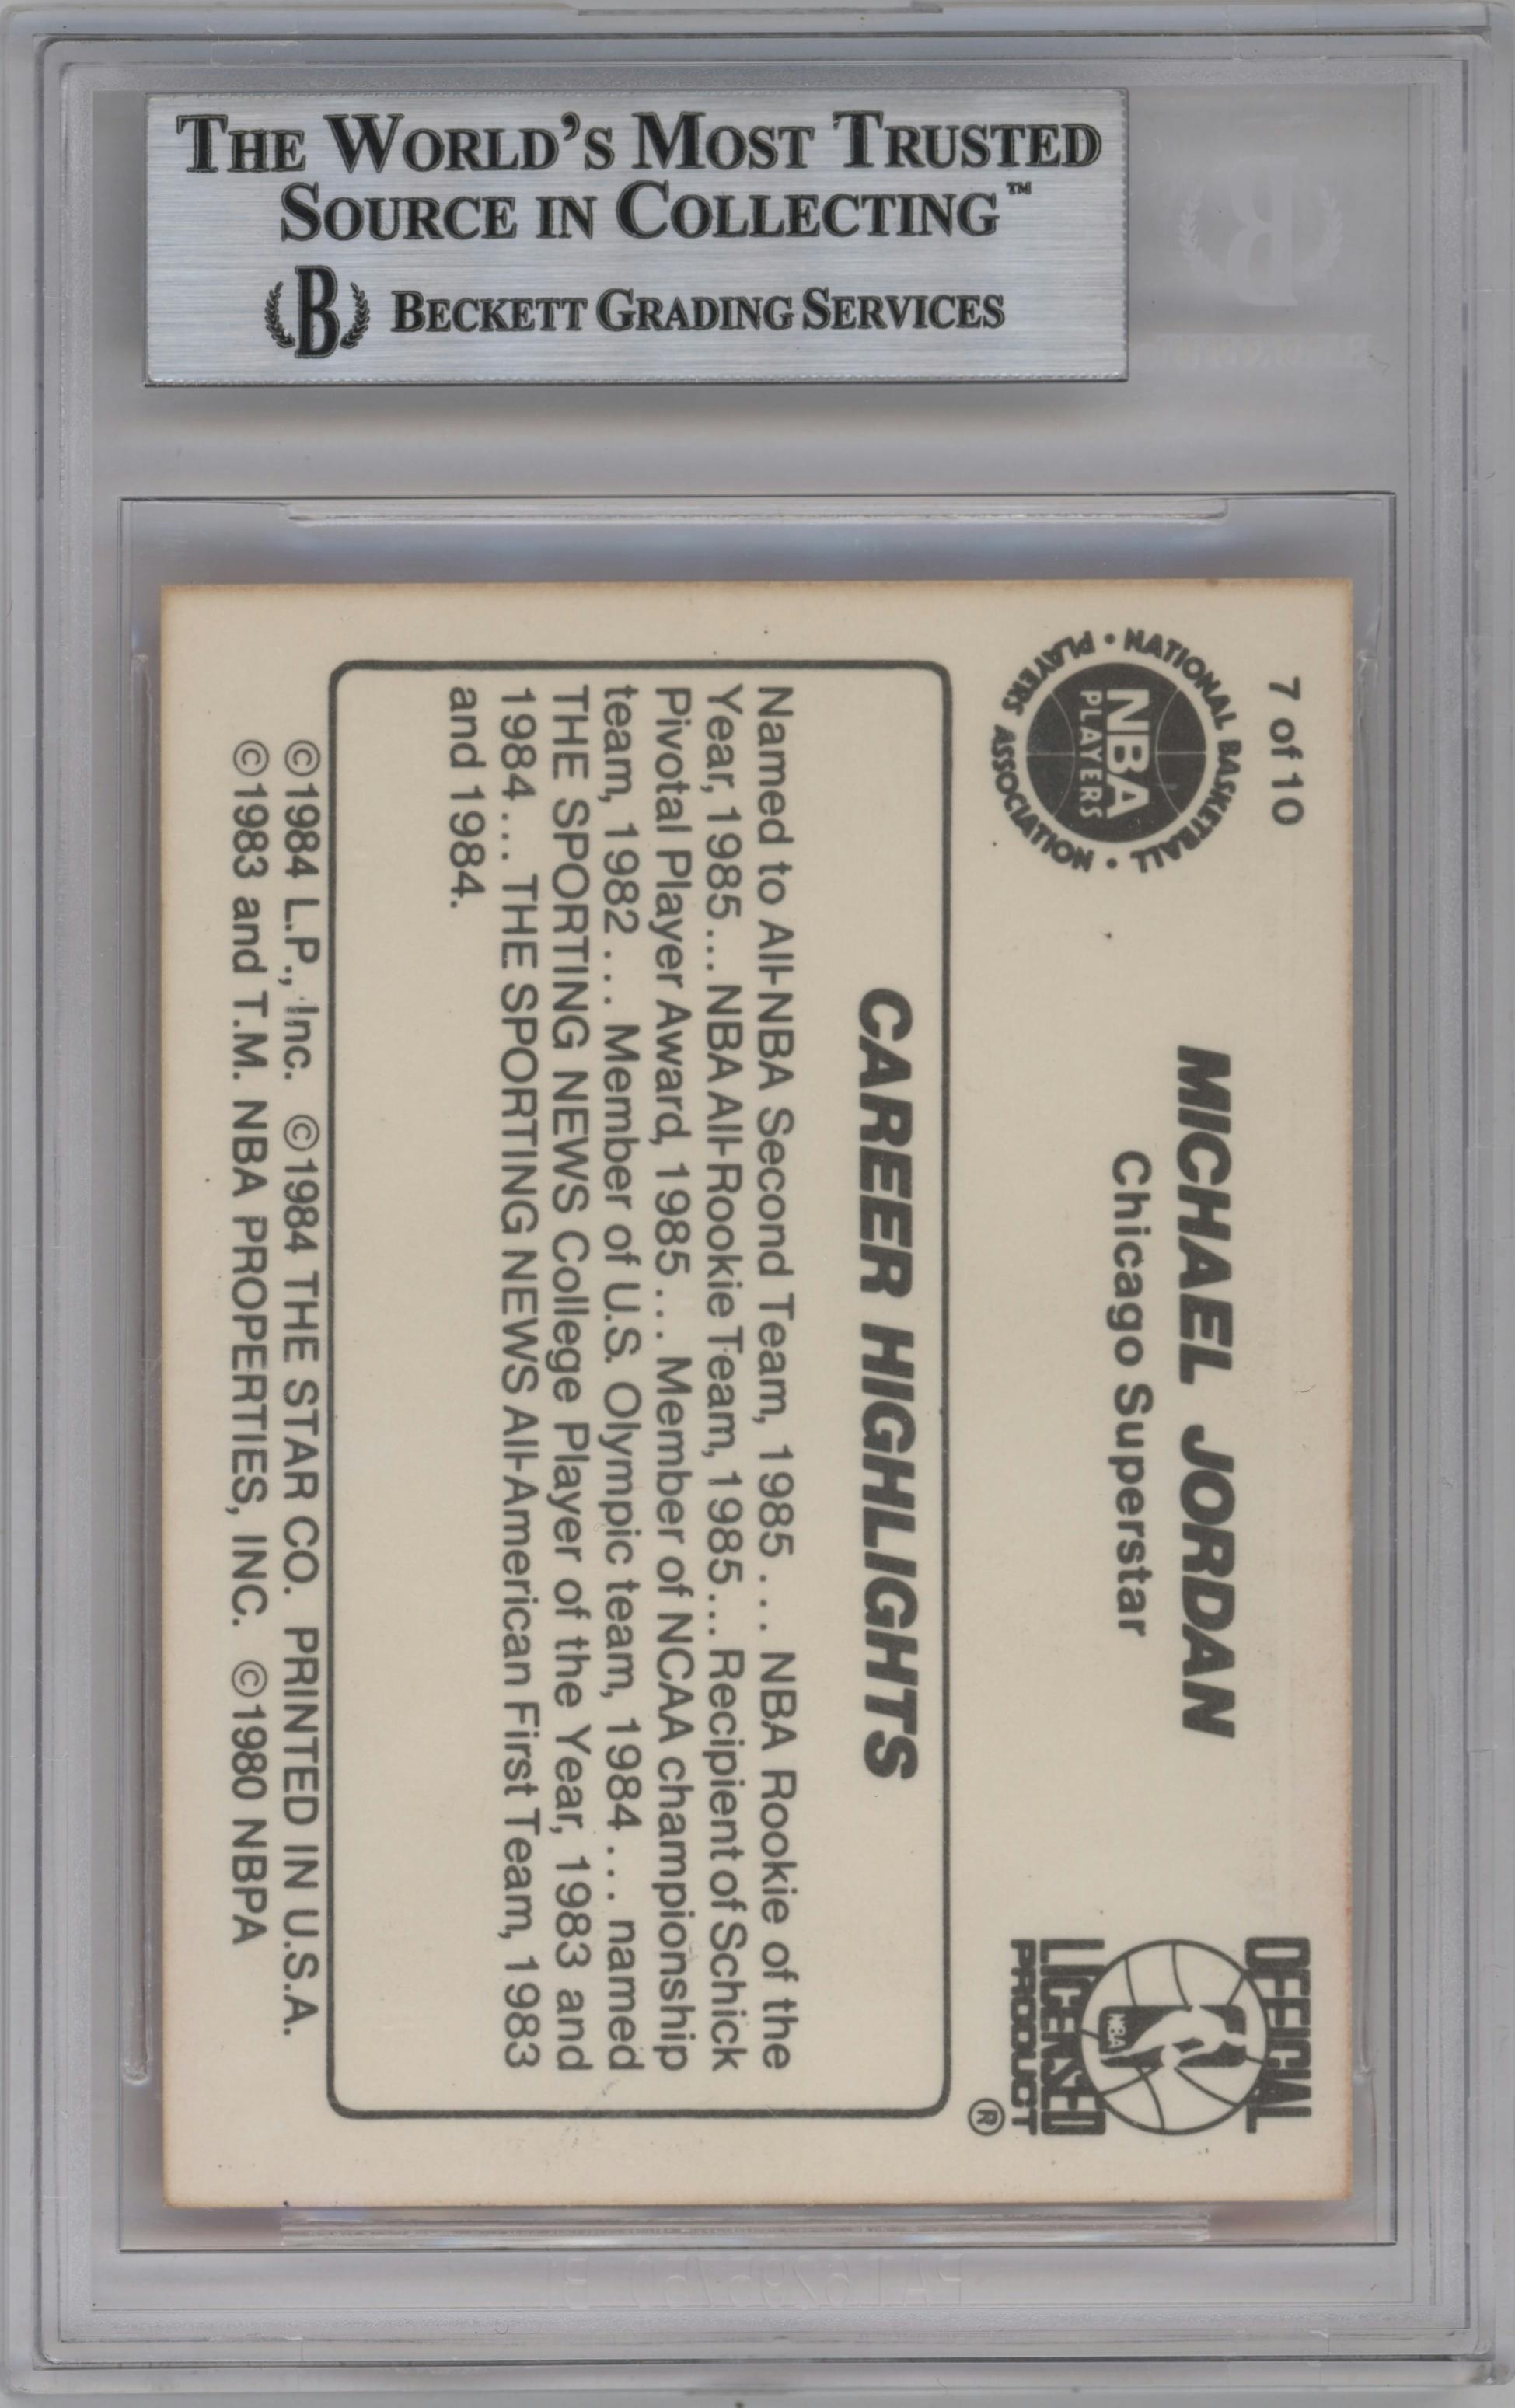 THE WORLD'S MOST TRUSTED
SOURCE IN COLLECTING™
B BECKETT GRADING SERVICES
7 of 10
NATIONAL BASKETBALL • PLAYERS ASSOCIATION •
NBA
PLAYERS
MICHAEL JORDAN
Chicago Superstar
OFFICIAL
NBA
LICENSED
PRODUCT
®
CAREER HIGHLIGHTS
Named to All-NBA Second Team, 1985 . . . NBA Rookie of the
Year, 1985 . . . NBA All-Rookie Team, 1985 . . . Recipient of Schick
Pivotal Player Award, 1985 . . . Member of NCAA championship
team, 1982 . . . Member of U.S. Olympic team, 1984 . . . named
THE SPORTING NEWS College Player of the Year, 1983 and
1984 . . . THE SPORTING NEWS All-American First Team, 1983
and 1984.
©1984 L.P., Inc. ©1984 THE STAR CO. PRINTED IN U.S.A.
©1983 and T.M. NBA PROPERTIES, INC. ©1980 NBPA